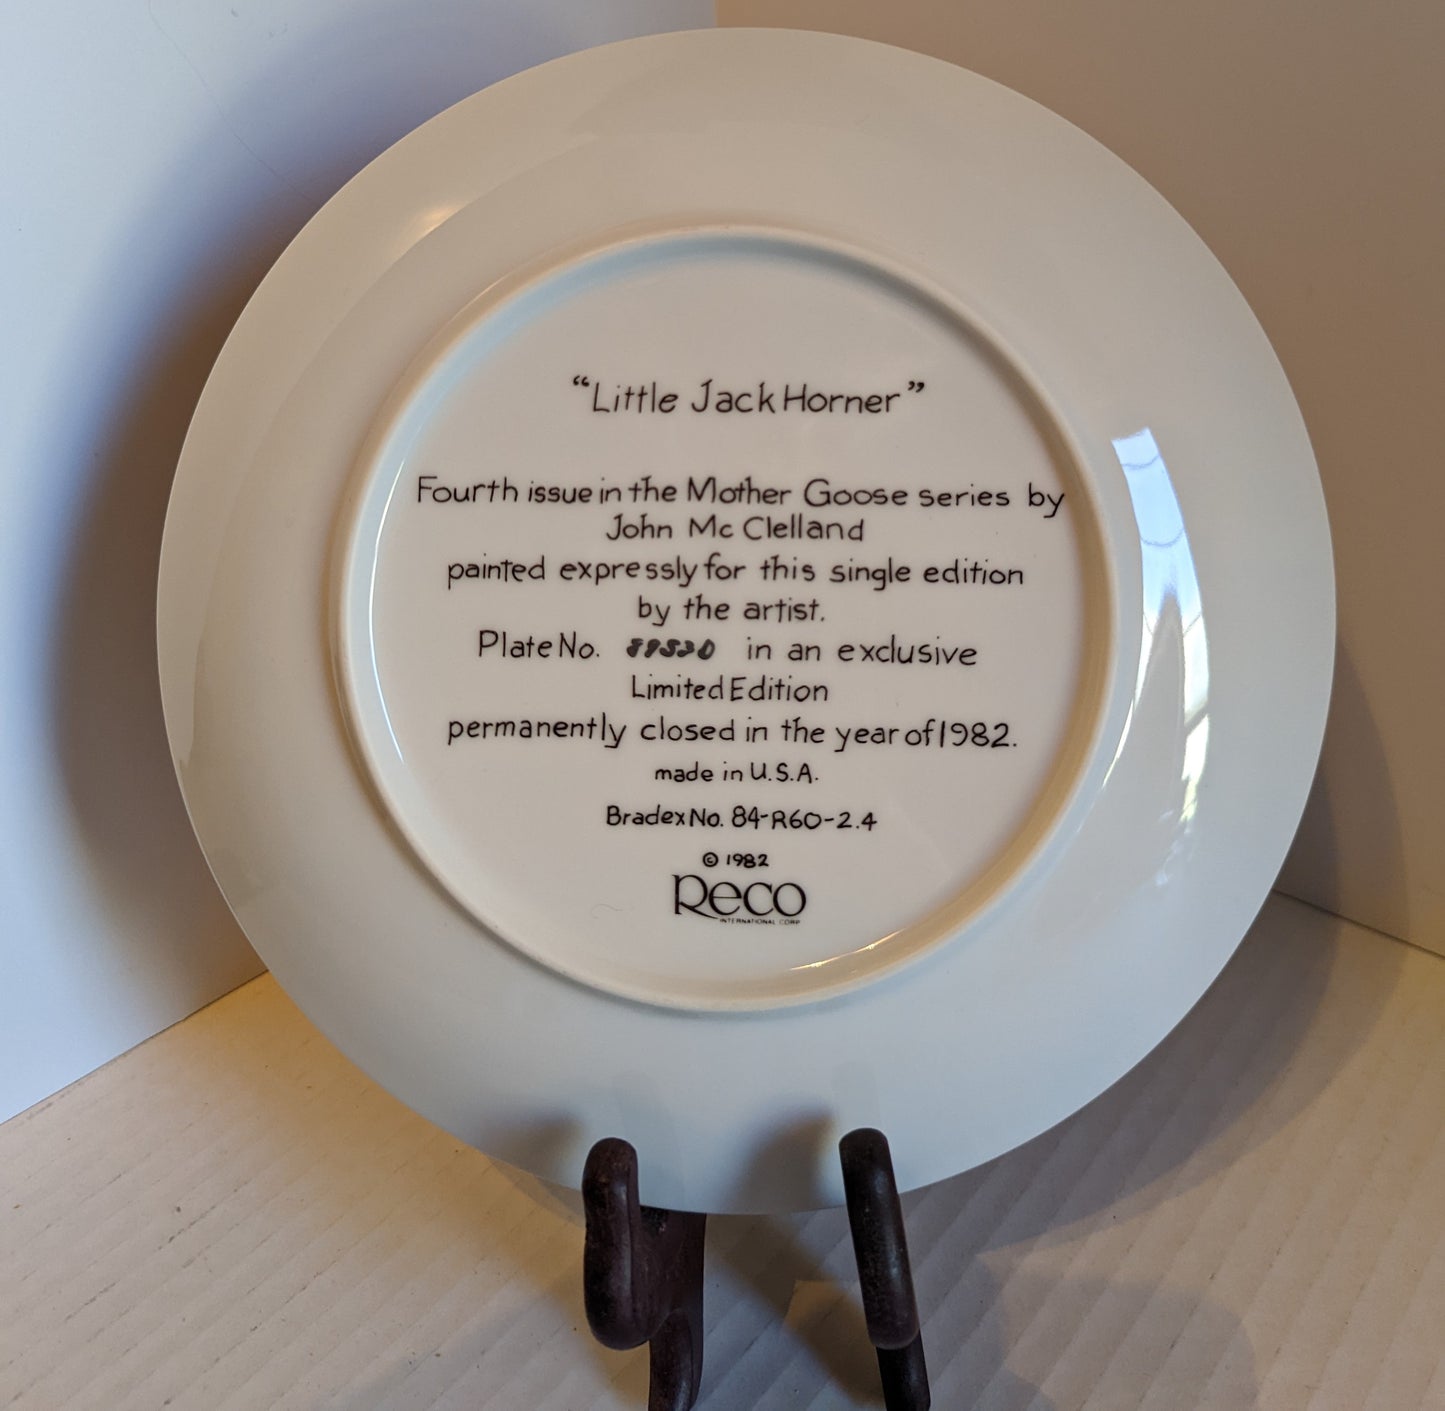 “Little Jack Horner”
Fourth issue in the Mother Goose series by
John Mc Clelland
painted expressly for this single edition
by the artist.
Plate No. in an exclusive
Limited Edition
permanently closed in the year of 1982.
made in U.S.A.
Bradex No. 84-R60-2.4
© 1982
Reco
INTERNATIONAL CORP.